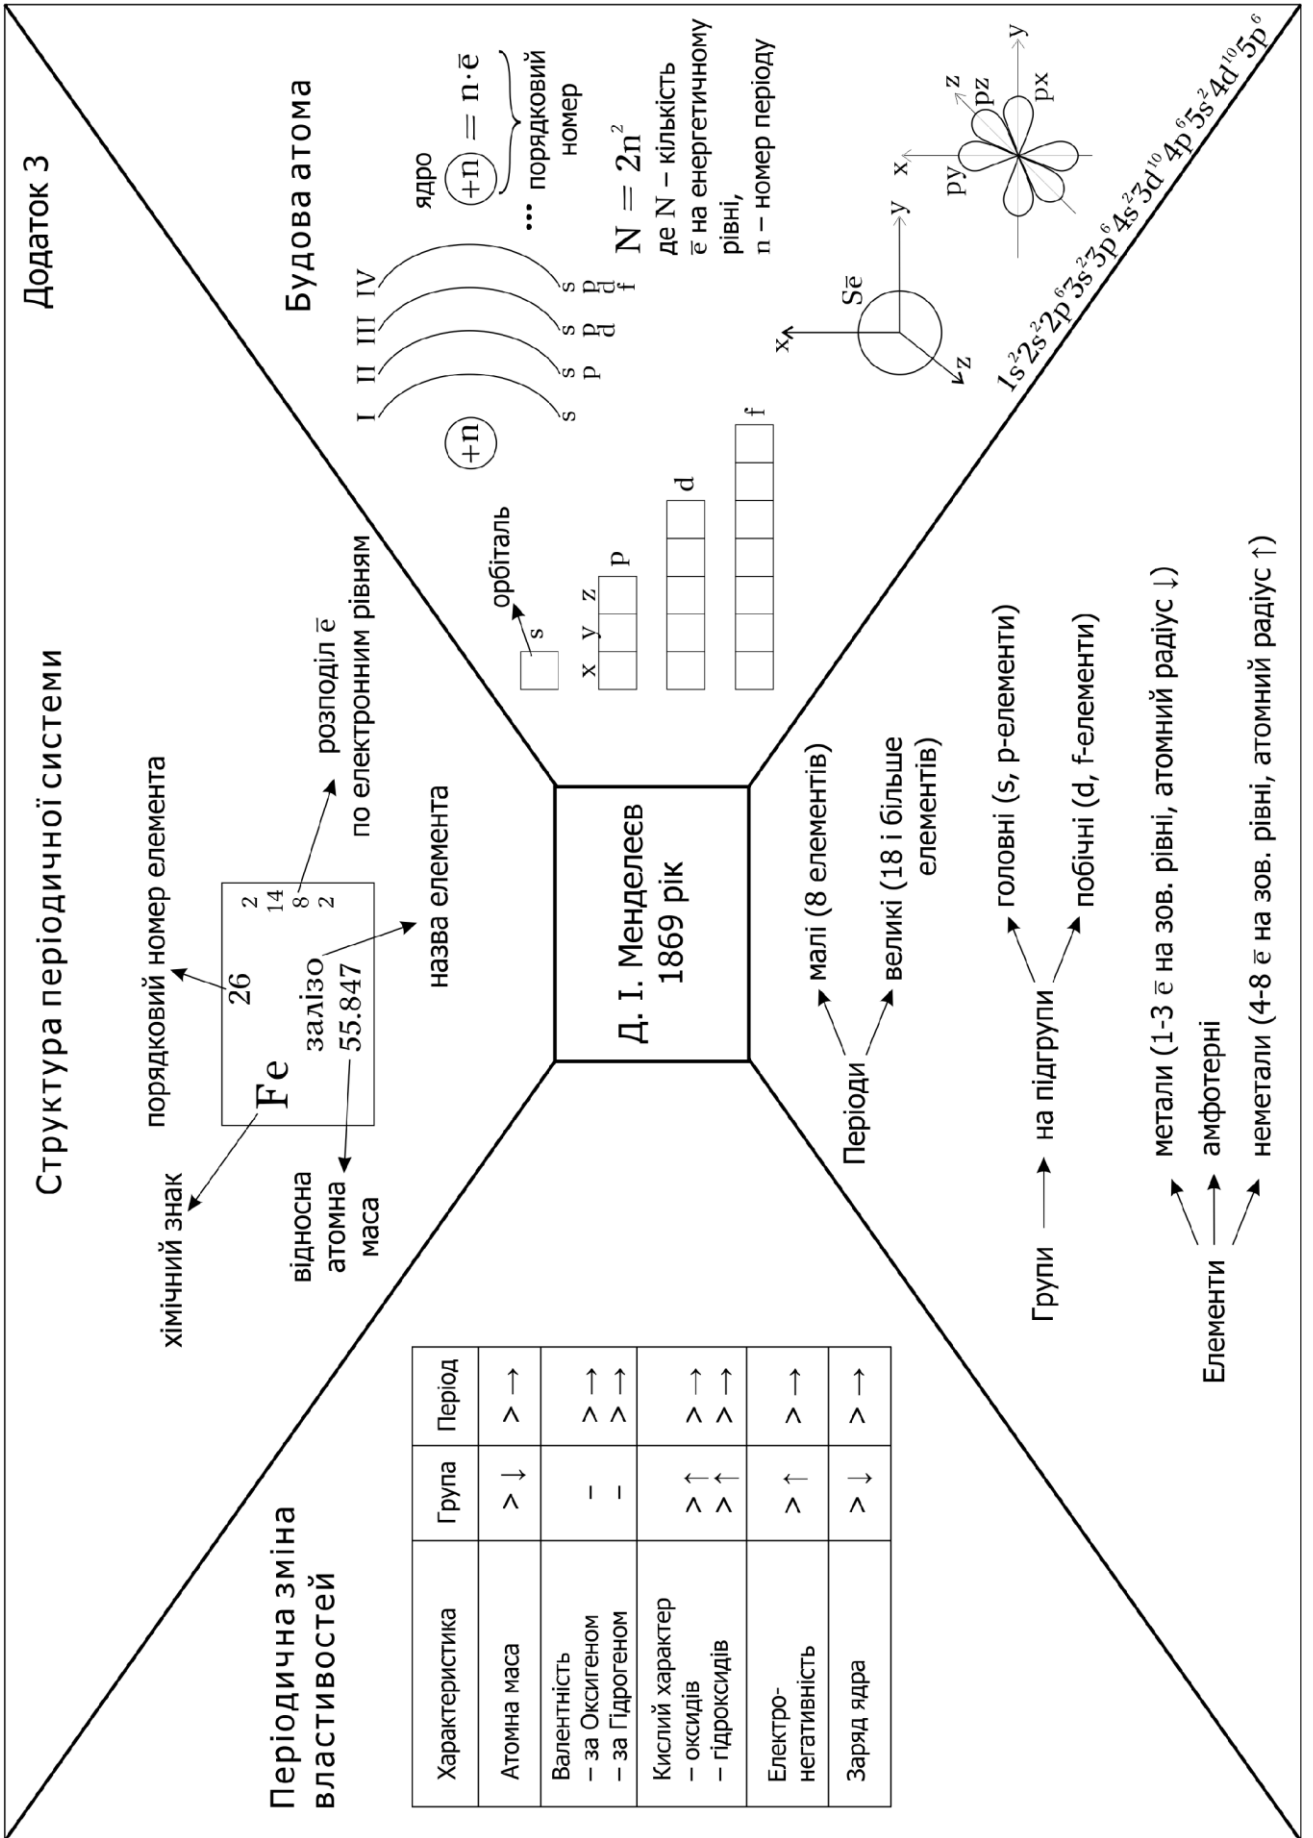 Додаток 3
Структура періодичної системи
хімічний знак
порядковий номер елемента
Fe
26
залізо
55.847
2
14
8
2
відносна
атомна
маса
назва елемента
розподіл ē
по електронним рівням
Періодична зміна
властивостей
Характеристика Група Період
Атомна маса > ↓ > →
Валентність
– за Оксигеном – > →
– за Гідрогеном – > →
Кислий характер
– оксидів > ↑ > →
– гідроксидів > ↑ > →
Електро-
негативність > ↑ > →
Заряд ядра > ↓ > →
Д. І. Менделеєв
1869 рік
Будова атома
I II III IV
+n
s s s s
p p p
d d
f
ядро
+n = n·ē
... порядковий
номер
N = 2n²
де N – кількість
ē на енергетичному
рівні,
n – номер періоду
орбіталь
s
x y z
p
d
f
x
Sē
y
z
x
z
py
pz
y
px
1s²2s²2p⁶3s²3p⁶4s²3d¹⁰4p⁶5s²4d¹⁰5p⁶
Періоди
малі (8 елементів)
великі (18 і більше
елементів)
Групи → на підгрупи
головні (s, p-елементи)
побічні (d, f-елементи)
Елементи
метали (1-3 ē на зов. рівні, атомний радіус ↓)
амфотерні
неметали (4-8 ē на зов. рівні, атомний радіус ↑)